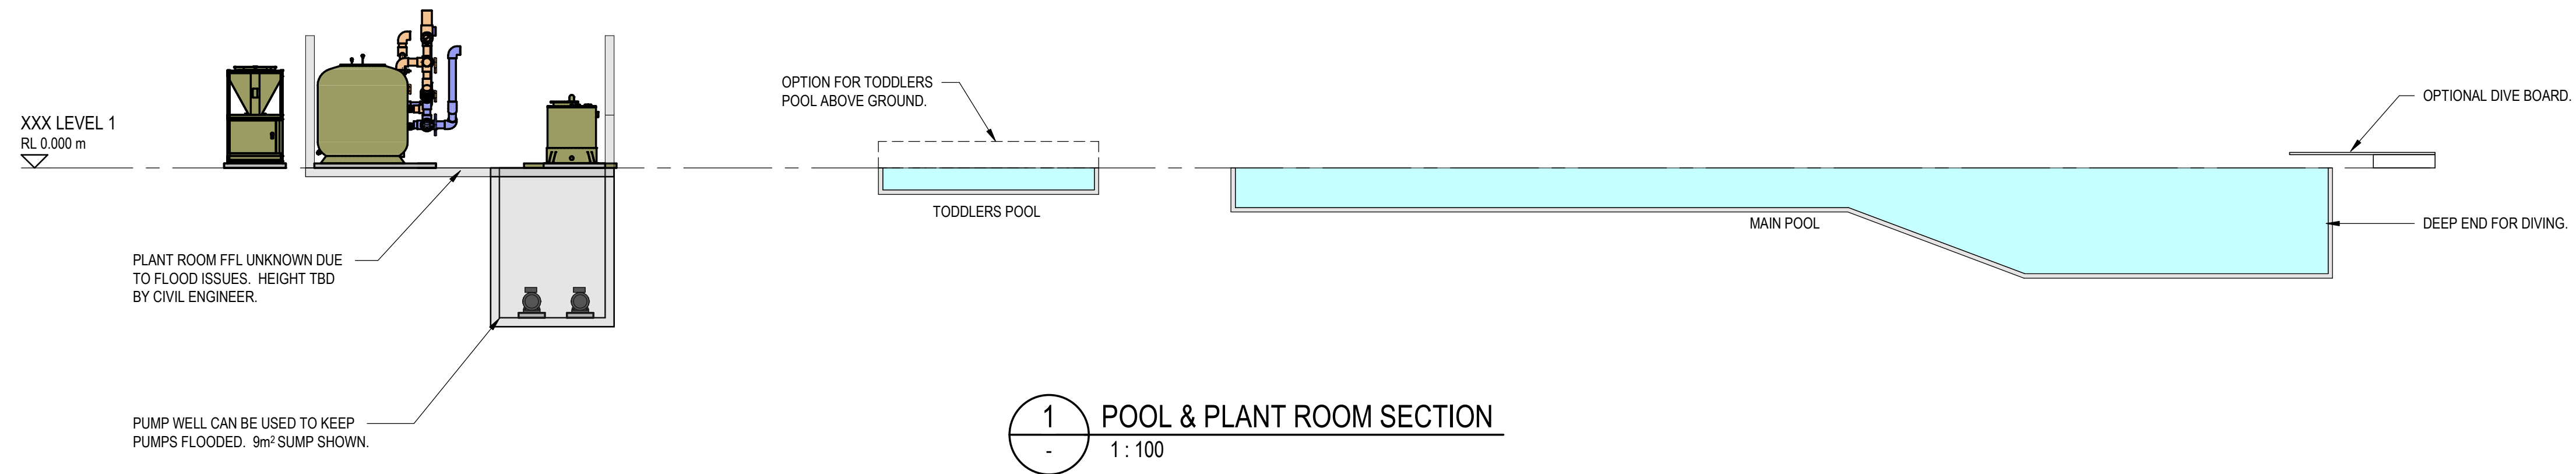 XXX LEVEL 1
RL 0.000 m
PLANT ROOM FFL UNKNOWN DUE
TO FLOOD ISSUES.  HEIGHT TBD
BY CIVIL ENGINEER.
PUMP WELL CAN BE USED TO KEEP
PUMPS FLOODED.  9m² SUMP SHOWN.
OPTION FOR TODDLERS
POOL ABOVE GROUND.
TODDLERS POOL
MAIN POOL
OPTIONAL DIVE BOARD.
DEEP END FOR DIVING.
1
-
POOL & PLANT ROOM SECTION
1 : 100